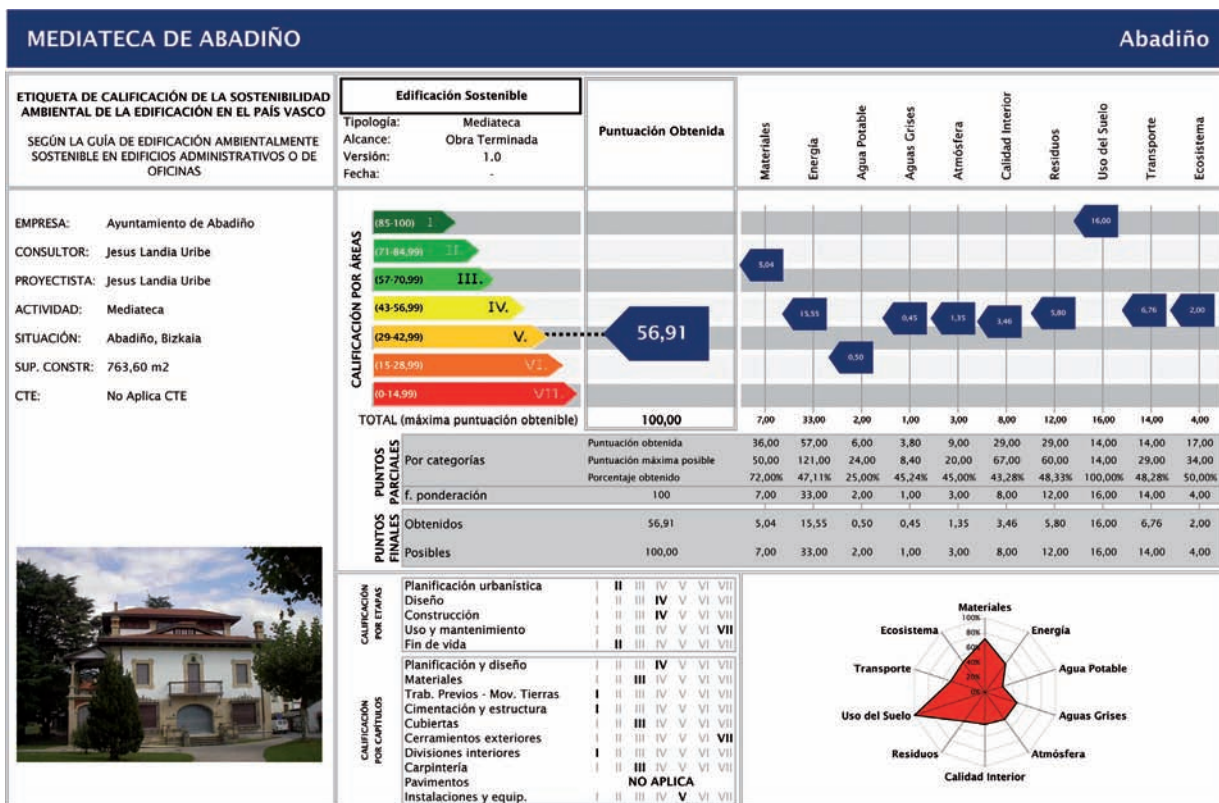 MEDIATECA DE ABADIÑO
Abadiño
ETIQUETA DE CALIFICACIÓN DE LA SOSTENIBILIDAD
AMBIENTAL DE LA EDIFICACIÓN EN EL PAÍS VASCO
SEGÚN LA GUÍA DE EDIFICACIÓN AMBIENTALMENTE
SOSTENIBLE EN EDIFICIOS ADMINISTRATIVOS O DE
OFICINAS
Edificación Sostenible
Tipología: Mediateca
Alcance: Obra Terminada
Versión: 1.0
Fecha: -
Puntuación Obtenida
Materiales
Energía
Agua Potable
Aguas Grises
Atmósfera
Calidad Interior
Residuos
Uso del Suelo
Transporte
Ecosistema
EMPRESA: Ayuntamiento de Abadiño
CONSULTOR: Jesus Landia Uribe
PROYECTISTA: Jesus Landia Uribe
ACTIVIDAD: Mediateca
SITUACIÓN: Abadiño, Bizkaia
SUP. CONSTR: 763,60 m2
CTE: No Aplica CTE
CALIFICACIÓN POR ÁREAS
(85-100) I.
(71-84,99) II.
(57-70,99) III.
(43-56,99) IV.
(29-42,99) V.
(15-28,99) VI.
(0-14,99) VII.
56,91
5,04
15,55
0,50
0,45
1,35
3,46
5,80
16,00
6,76
2,00
TOTAL (máxima puntuación obtenible) 100,00 7,00 33,00 2,00 1,00 3,00 8,00 12,00 16,00 14,00 4,00
PUNTOS PARCIALES
Por categorías
Puntuación obtenida 36,00 57,00 6,00 3,80 9,00 29,00 29,00 14,00 14,00 17,00
Puntuación máxima posible 50,00 121,00 24,00 8,40 20,00 67,00 60,00 14,00 29,00 34,00
Porcentaje obtenido 72,00% 47,11% 25,00% 45,24% 45,00% 43,28% 48,33% 100,00% 48,28% 50,00%
f. ponderación 100 7,00 33,00 2,00 1,00 3,00 8,00 12,00 16,00 14,00 4,00
PUNTOS FINALES
Obtenidos 56,91 5,04 15,55 0,50 0,45 1,35 3,46 5,80 16,00 6,76 2,00
Posibles 100,00 7,00 33,00 2,00 1,00 3,00 8,00 12,00 16,00 14,00 4,00
CALIFICACIÓN POR ETAPAS
Planificación urbanística I II III IV V VI VII
Diseño I II III IV V VI VII
Construcción I II III IV V VI VII
Uso y mantenimiento I II III IV V VI VII
Fin de vida I II III IV V VI VII
CALIFICACIÓN POR CAPÍTULOS
Planificación y diseño I II III IV V VI VII
Materiales I II III IV V VI VII
Trab. Previos - Mov. Tierras I II III IV V VI VII
Cimentación y estructura I II III IV V VI VII
Cubiertas I II III IV V VI VII
Cerramientos exteriores I II III IV V VI VII
Divisiones interiores I II III IV V VI VII
Carpintería I II III IV V VI VII
Pavimentos NO APLICA
Instalaciones y equip. I II III IV V VI VII
Materiales
Energía
Agua Potable
Aguas Grises
Atmósfera
Calidad Interior
Residuos
Uso del Suelo
Transporte
Ecosistema
100%
80%
60%
40%
20%
0%